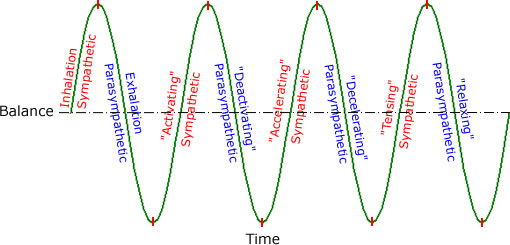 Balance
Inhalation
Sympathetic
Exhalation
Parasympathetic
"Activating"
Sympathetic
"Deactivating"
Parasympathetic
"Accelerating"
Sympathetic
"Decelerating"
Parasympathetic
"Tensing"
Sympathetic
"Relaxing"
Parasympathetic
Time